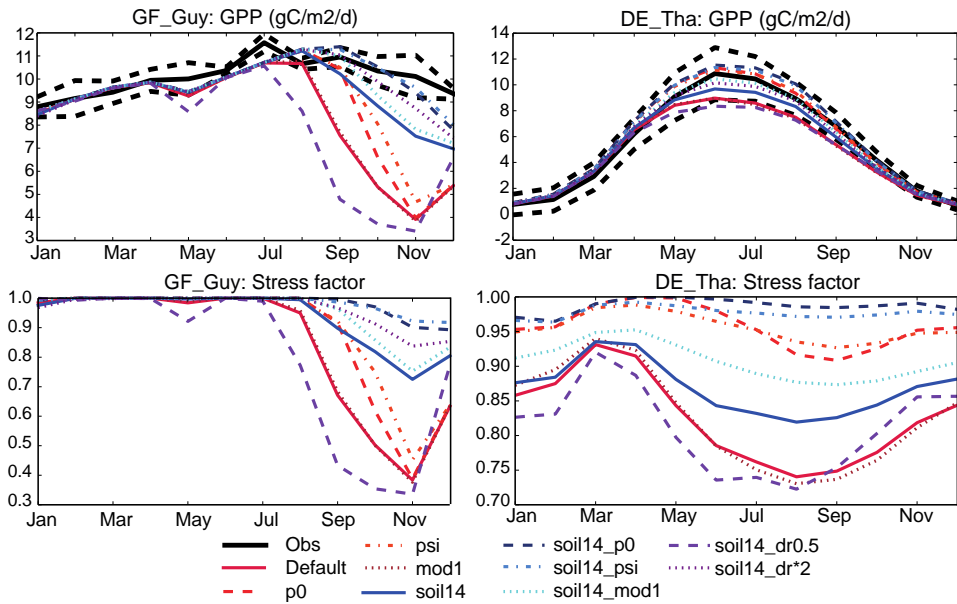 GF_Guy: GPP (gC/m2/d)
DE_Tha: GPP (gC/m2/d)
12
11
10
9
8
7
6
5
4
3
Jan Mar May Jul Sep Nov
14
12
10
8
6
4
2
0
-2
Jan Mar May Jul Sep Nov
GF_Guy: Stress factor
DE_Tha: Stress factor
1.0
0.9
0.8
0.7
0.6
0.5
0.4
0.3
Jan Mar May Jul Sep Nov
1.00
0.95
0.90
0.85
0.80
0.75
0.70
Jan Mar May Jul Sep Nov
Obs
Default
p0
psi
mod1
soil14
soil14_p0
soil14_psi
soil14_mod1
soil14_dr0.5
soil14_dr*2